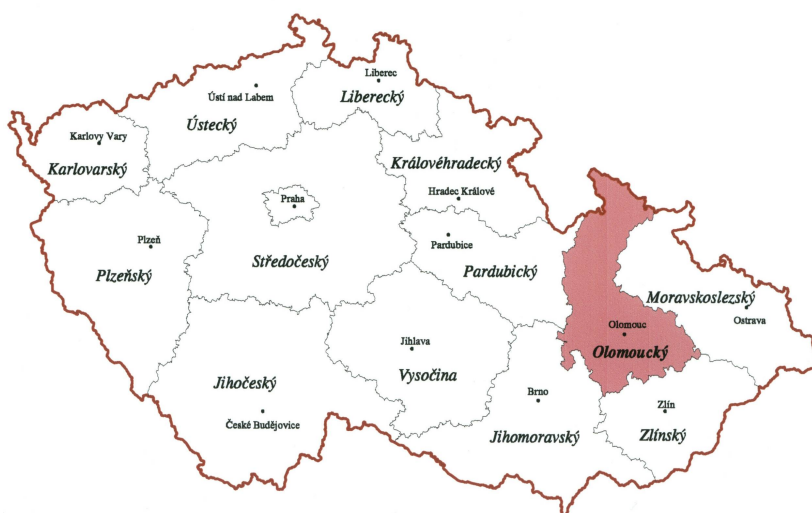 Liberec
Liberecký
Ústí nad Labem
Ústecký
Karlovy Vary
Karlovarský
Královéhradecký
Hradec Králové
Praha
Středočeský
Plzeň
Plzeňský
Pardubice
Pardubický
Moravskoslezský
Ostrava
Olomouc
Olomoucký
Jihlava
Vysočina
Jihočeský
České Budějovice
Brno
Jihomoravský
Zlín
Zlínský